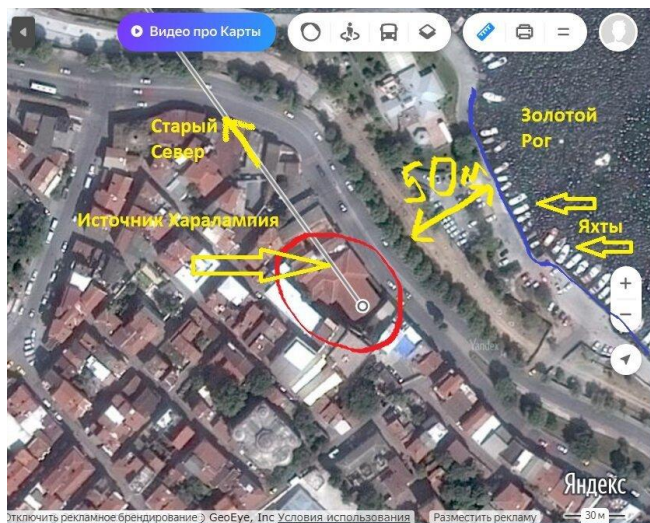 Видео про Карты
Старый
Север
Золотой
Рог
50м
Источник Харалампия
Яхты
Yandex
Яндекс
Отключить рекламное брендирование ) GeoEye, Inc Условия использования
Разместить рекламу
30 м